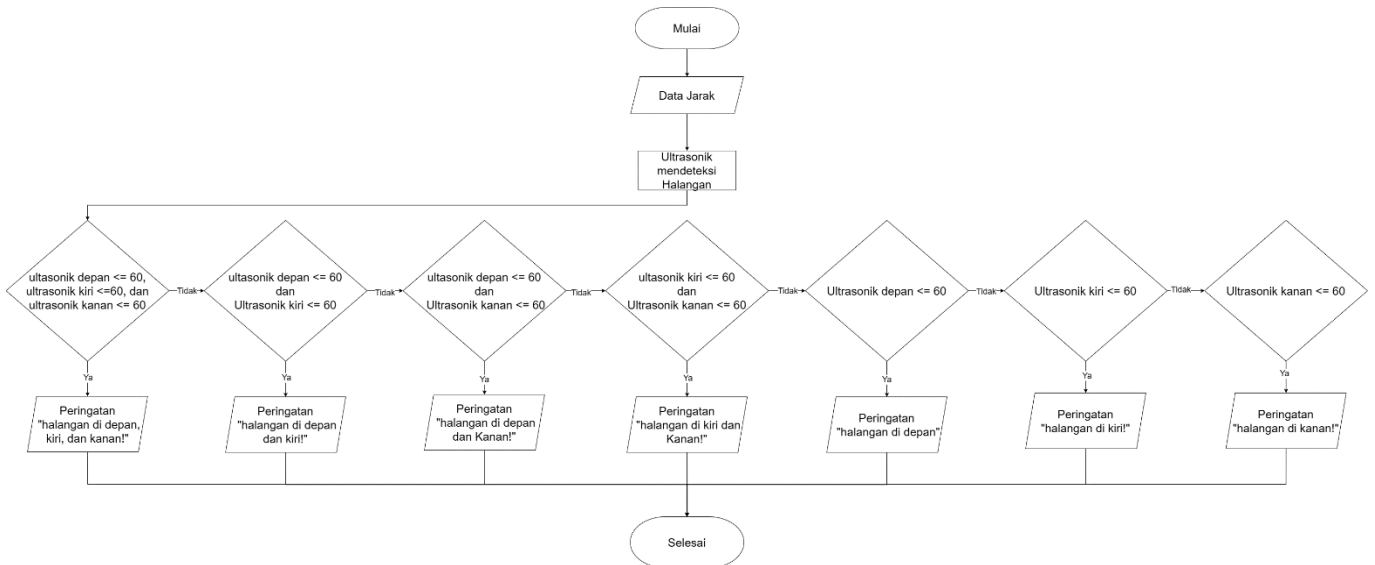 Mulai
Data Jarak
Ultrasonik
mendeteksi
Halangan
ultasonik depan <= 60,
ultrasonik kiri <=60, dan
ultrasonik kanan <= 60
Tidak
ultasonik depan <= 60
dan
Ultrasonik kiri <= 60
Tidak
ultasonik depan <= 60
dan
Ultrasonik kanan <= 60
Tidak
ultasonik kiri <= 60
dan
Ultrasonik kanan <= 60
Tidak
Ultrasonik depan <= 60
Tidak
Ultrasonik kiri <= 60
Tidak
Ultrasonik kanan <= 60
Ya
Ya
Ya
Ya
Ya
Ya
Ya
Peringatan
"halangan di depan,
kiri, dan kanan!"
Peringatan
"halangan di depan
dan kiri!"
Peringatan
"halangan di depan
dan Kanan!"
Peringatan
"halangan di kiri dan
Kanan!"
Peringatan
"halangan di depan"
Peringatan
"halangan di kiri!"
Peringatan
"halangan di kanan!"
Selesai